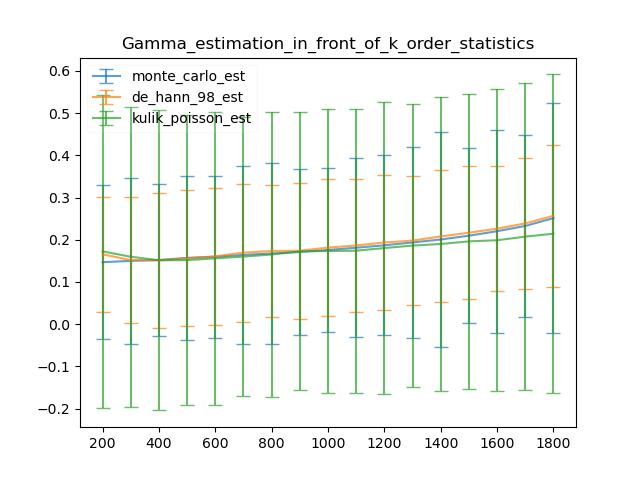 Gamma_estimation_in_front_of_k_order_statistics
monte_carlo_est
de_hann_98_est
kulik_poisson_est
0.6
0.5
0.4
0.3
0.2
0.1
0.0
−0.1
−0.2
200 400 600 800 1000 1200 1400 1600 1800